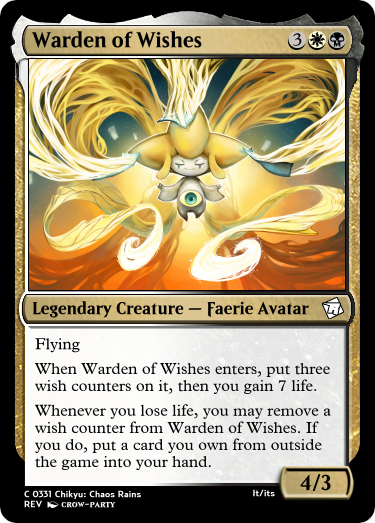 Warden of Wishes 3
Legendary Creature — Faerie Avatar
Flying
When Warden of Wishes enters, put three
wish counters on it, then you gain 7 life.
Whenever you lose life, you may remove a
wish counter from Warden of Wishes. If
you do, put a card you own from outside
the game into your hand.
4/3
C 0331 Chikyu: Chaos Rains It/its
REV CROW-PARTY